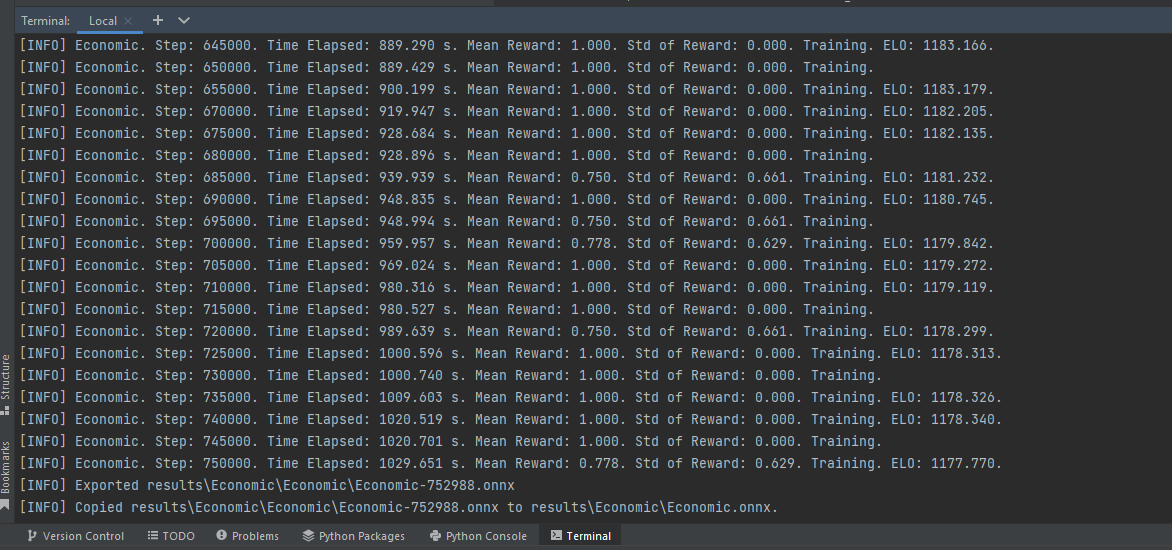 Terminal: Local × + 
[INFO] Economic. Step: 645000. Time Elapsed: 889.290 s. Mean Reward: 1.000. Std of Reward: 0.000. Training. ELO: 1183.166.
[INFO] Economic. Step: 650000. Time Elapsed: 889.429 s. Mean Reward: 1.000. Std of Reward: 0.000. Training.
[INFO] Economic. Step: 655000. Time Elapsed: 900.199 s. Mean Reward: 1.000. Std of Reward: 0.000. Training. ELO: 1183.179.
[INFO] Economic. Step: 670000. Time Elapsed: 919.947 s. Mean Reward: 1.000. Std of Reward: 0.000. Training. ELO: 1182.205.
[INFO] Economic. Step: 675000. Time Elapsed: 928.684 s. Mean Reward: 1.000. Std of Reward: 0.000. Training. ELO: 1182.135.
[INFO] Economic. Step: 680000. Time Elapsed: 928.896 s. Mean Reward: 1.000. Std of Reward: 0.000. Training.
[INFO] Economic. Step: 685000. Time Elapsed: 939.939 s. Mean Reward: 0.750. Std of Reward: 0.661. Training. ELO: 1181.232.
[INFO] Economic. Step: 690000. Time Elapsed: 948.835 s. Mean Reward: 1.000. Std of Reward: 0.000. Training. ELO: 1180.745.
[INFO] Economic. Step: 695000. Time Elapsed: 948.994 s. Mean Reward: 0.750. Std of Reward: 0.661. Training.
[INFO] Economic. Step: 700000. Time Elapsed: 959.957 s. Mean Reward: 0.778. Std of Reward: 0.629. Training. ELO: 1179.842.
[INFO] Economic. Step: 705000. Time Elapsed: 969.024 s. Mean Reward: 1.000. Std of Reward: 0.000. Training. ELO: 1179.272.
[INFO] Economic. Step: 710000. Time Elapsed: 980.316 s. Mean Reward: 1.000. Std of Reward: 0.000. Training. ELO: 1179.119.
[INFO] Economic. Step: 715000. Time Elapsed: 980.527 s. Mean Reward: 1.000. Std of Reward: 0.000. Training.
[INFO] Economic. Step: 720000. Time Elapsed: 989.639 s. Mean Reward: 0.750. Std of Reward: 0.661. Training. ELO: 1178.299.
[INFO] Economic. Step: 725000. Time Elapsed: 1000.596 s. Mean Reward: 1.000. Std of Reward: 0.000. Training. ELO: 1178.313.
[INFO] Economic. Step: 730000. Time Elapsed: 1000.740 s. Mean Reward: 1.000. Std of Reward: 0.000. Training.
[INFO] Economic. Step: 735000. Time Elapsed: 1009.603 s. Mean Reward: 1.000. Std of Reward: 0.000. Training. ELO: 1178.326.
[INFO] Economic. Step: 740000. Time Elapsed: 1020.519 s. Mean Reward: 1.000. Std of Reward: 0.000. Training. ELO: 1178.340.
[INFO] Economic. Step: 745000. Time Elapsed: 1020.701 s. Mean Reward: 1.000. Std of Reward: 0.000. Training.
[INFO] Economic. Step: 750000. Time Elapsed: 1029.651 s. Mean Reward: 0.778. Std of Reward: 0.629. Training. ELO: 1177.770.
[INFO] Exported results\Economic\Economic\Economic-752988.onnx
[INFO] Copied results\Economic\Economic\Economic-752988.onnx to results\Economic\Economic.onnx.
Structure
Bookmarks
Version Control TODO Problems Python Packages Python Console Terminal